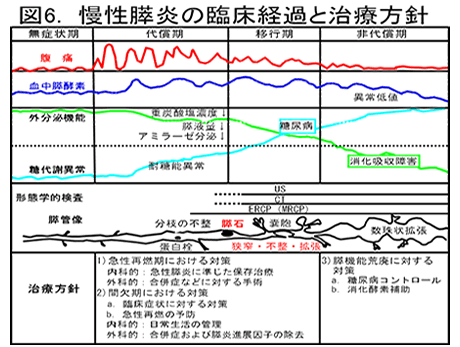 図6. 慢性膵炎の臨床経過と治療方針
無症状期 代償期 移行期 非代償期
腹痛
血中膵酵素
異常低値
外分泌機能
重炭酸塩濃度↓
膵液量↓
アミラーゼ分泌↓
糖尿病
糖代謝異常
耐糖能異常
消化吸収障害
形態学的検査
US
CT
ERCP (MRCP)
膵管像
分枝の不整 膵石 嚢胞
数珠状拡張
蛋白栓 狭窄・不整・拡張
治療方針
1)急性再燃期における対策
内科的：急性膵炎に準じた保存治療
外科的：合併症などに対する手術
2)間欠期における対策
a. 臨床症状に対する対策
b. 急性再燃の予防
内科的：日常生活の管理
外科的：合併症および膵炎進展因子の除去
3)膵機能荒廃に対する
対策
a. 糖尿病コントロール
b. 消化酵素補助